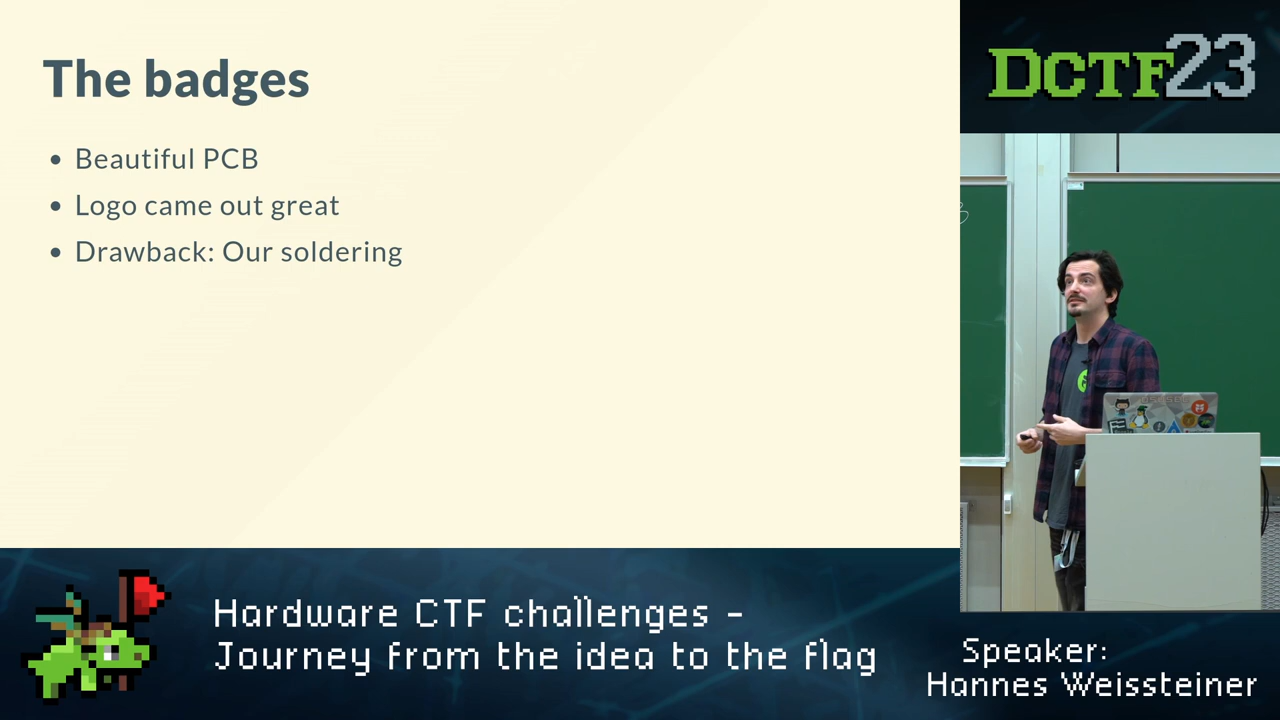 The badges
Beautiful PCB
Logo came out great
Drawback: Our soldering
DCTF23
Hardware CTF challenges -
Journey from the idea to the flag
Speaker:
Hannes Weissteiner